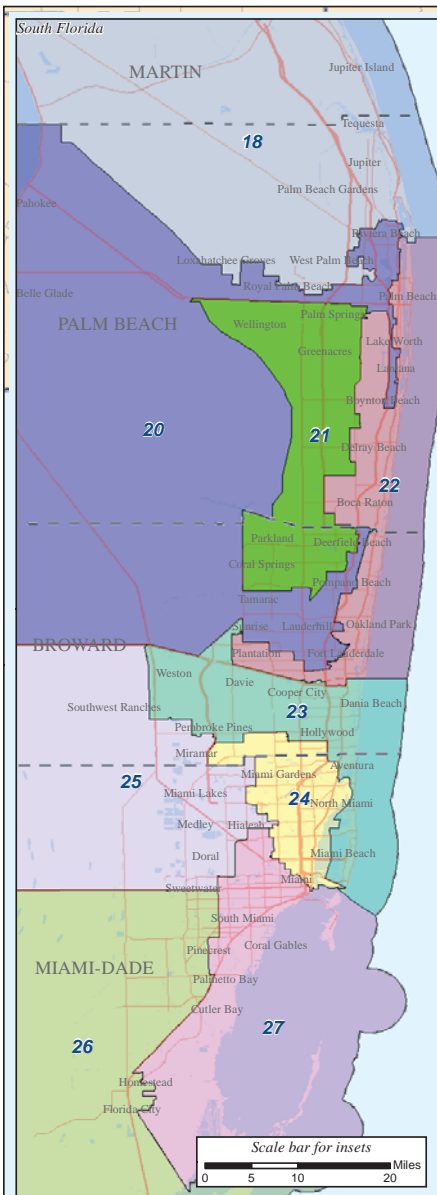 South Florida
Jupiter Island
MARTIN
Tequesta
18
Jupiter
Palm Beach Gardens
Pahokee
Riviera Beach
Loxahatchee Groves
West Palm Beach
Royal Palm Beach
Belle Glade
Palm Beach
Palm Springs
PALM BEACH
Wellington
Lake Worth
Greenacres
Lantana
Boynton Beach
20
21
Delray Beach
22
Boca Raton
Parkland
Deerfield Beach
Coral Springs
Pompano Beach
Tamarac
Sunrise
Lauderhill
Oakland Park
BROWARD
Plantation
Fort Lauderdale
Weston
Davie
Cooper City
Southwest Ranches
Dania Beach
23
Pembroke Pines
Hollywood
Miramar
Aventura
25
Miami Gardens
Miami Lakes
24
North Miami
Medley
Hialeah
Doral
Miami Beach
Sweetwater
Miami
South Miami
Coral Gables
Pinecrest
MIAMI-DADE
Palmetto Bay
Cutler Bay
27
26
Homestead
Florida City
Scale bar for insets
Miles
0 5 10 20